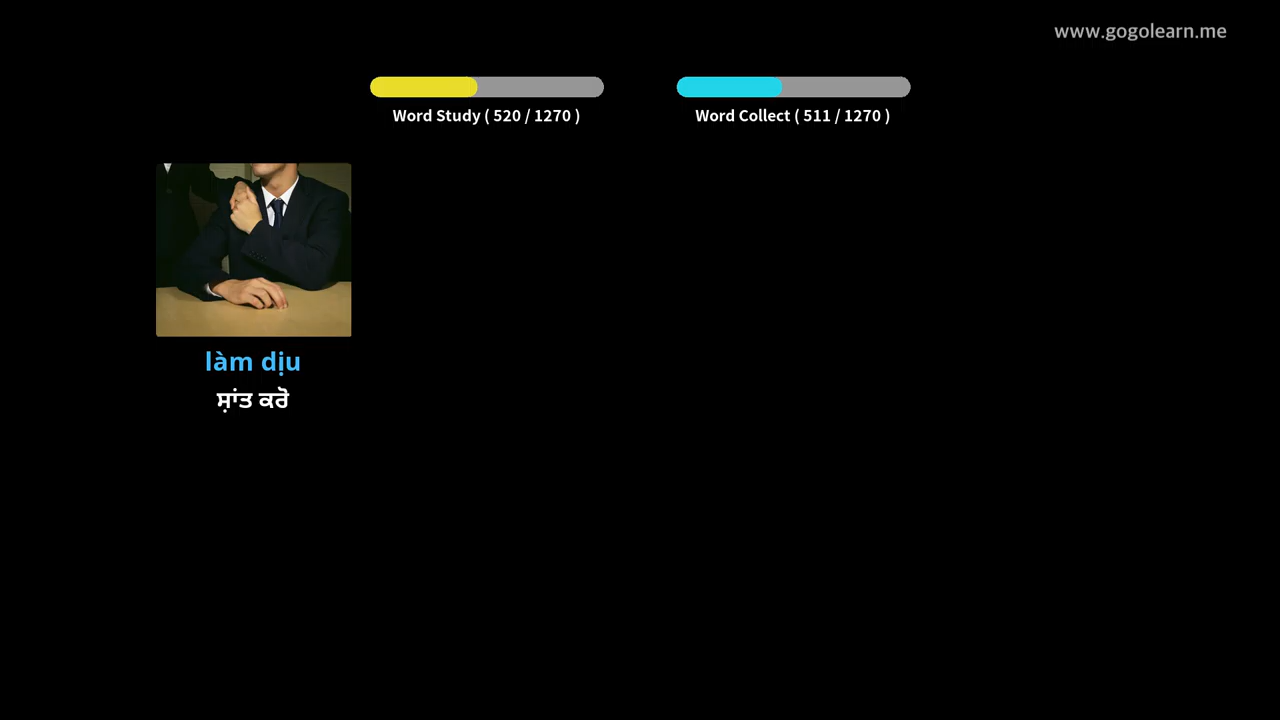 www.gogolearn.me
Word Study ( 520 / 1270 )
Word Collect ( 511 / 1270 )
làm dịu
ਸ਼ਾਂਤ ਕਰੋ